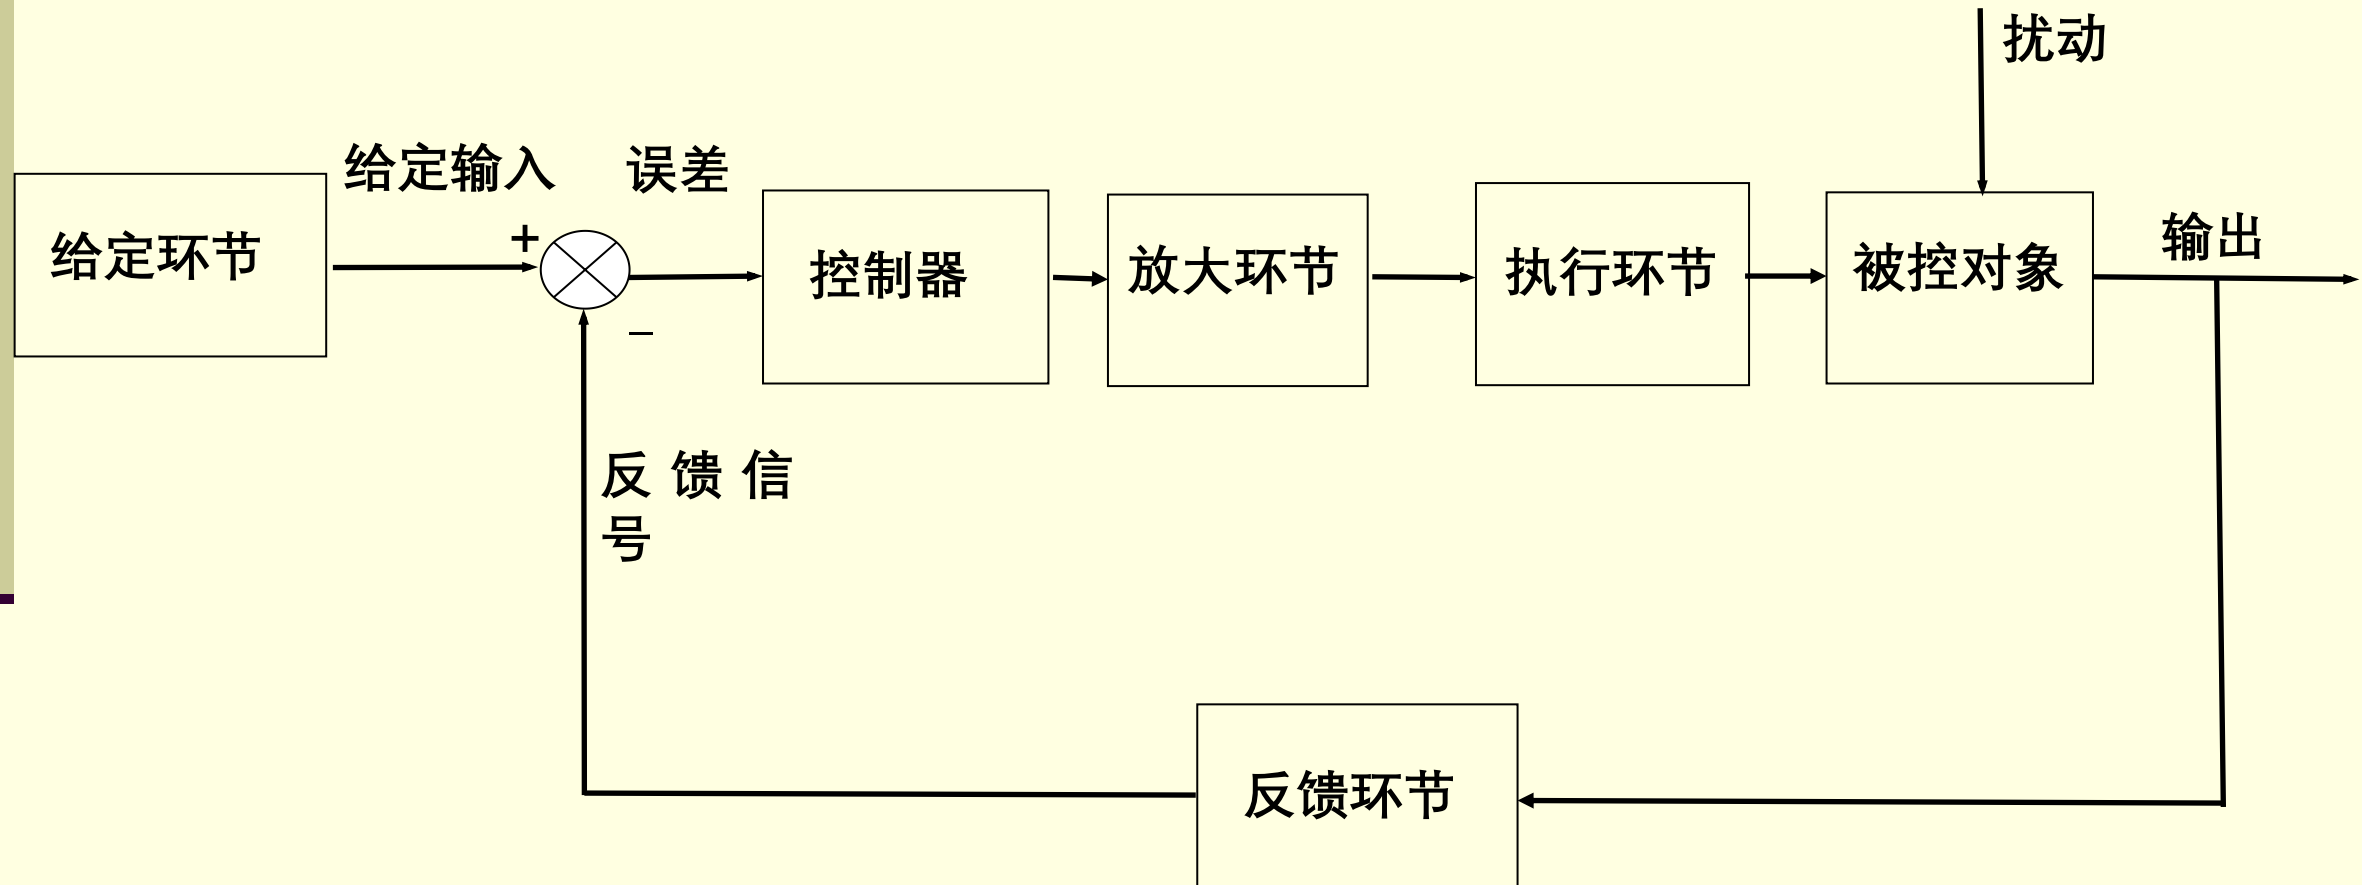 扰动
给定输入
误差
给定环节
+
控制器
放大环节
执行环节
被控对象
输出
−
反馈信
号
反馈环节